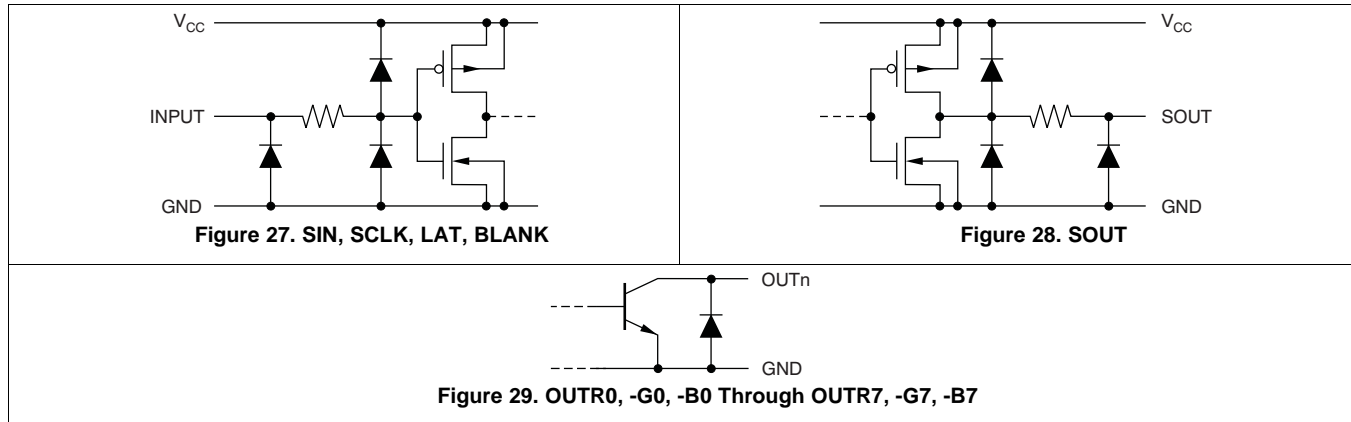 VCC
INPUT
GND
Figure 27. SIN, SCLK, LAT, BLANK
VCC
SOUT
GND
Figure 28. SOUT
OUTn
GND
Figure 29. OUTR0, -G0, -B0 Through OUTR7, -G7, -B7